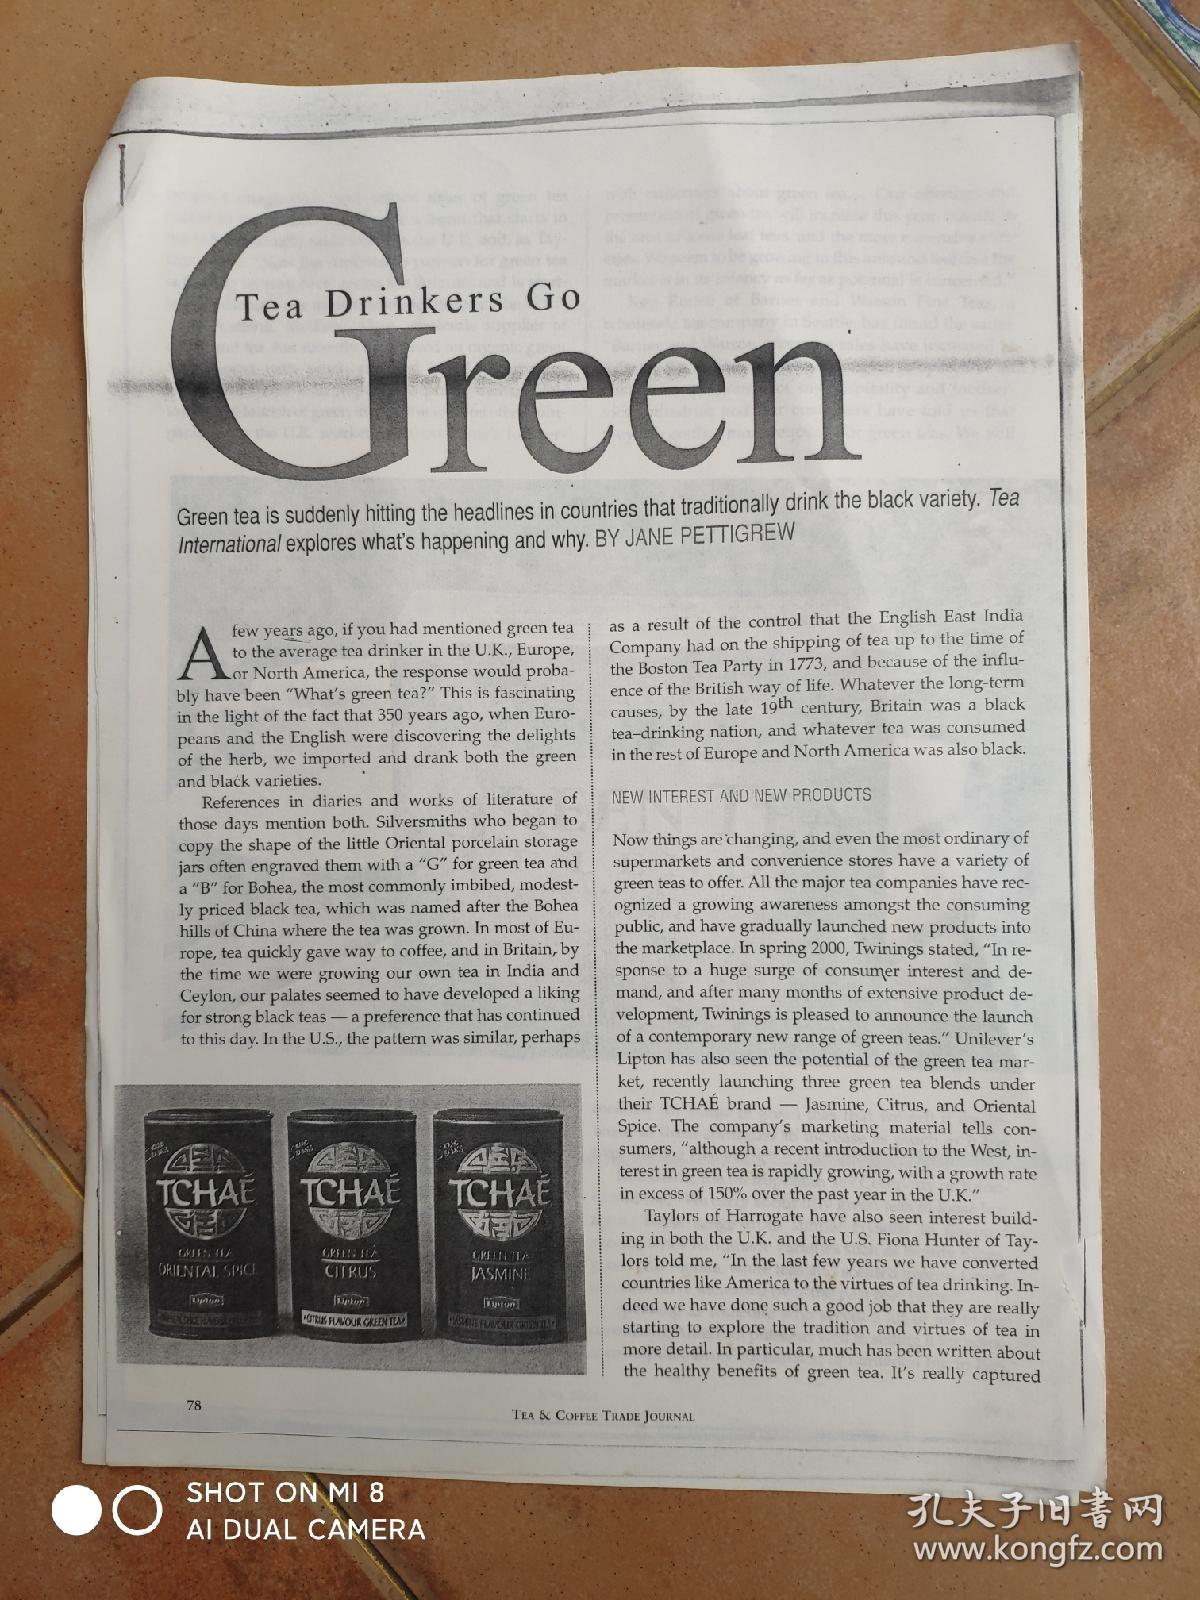 Tea Drinkers Go
Green
Green tea is suddenly hitting the headlines in countries that traditionally drink the black variety. Tea
International explores what's happening and why. BY JANE PETTIGREW
A few years ago, if you had mentioned green tea
to the average tea drinker in the U.K., Europe,
or North America, the response would proba-
bly have been "What's green tea?" This is fascinating
in the light of the fact that 350 years ago, when Euro-
peans and the English were discovering the delights
of the herb, we imported and drank both the green
and black varieties.
References in diaries and works of literature of
those days mention both. Silversmiths who began to
copy the shape of the little Oriental porcelain storage
jars often engraved them with a "G" for green tea and
a "B" for Bohea, the most commonly imbibed, modest-
ly priced black tea, which was named after the Bohea
hills of China where the tea was grown. In most of Eu-
rope, tea quickly gave way to coffee, and in Britain, by
the time we were growing our own tea in India and
Ceylon, our palates seemed to have developed a liking
for strong black teas — a preference that has continued
to this day. In the U.S., the pattern was similar, perhaps
as a result of the control that the English East India
Company had on the shipping of tea up to the time of
the Boston Tea Party in 1773, and because of the influ-
ence of the British way of life. Whatever the long-term
causes, by the late 19th century, Britain was a black
tea–drinking nation, and whatever tea was consumed
in the rest of Europe and North America was also black.
NEW INTEREST AND NEW PRODUCTS
Now things are changing, and even the most ordinary of
supermarkets and convenience stores have a variety of
green teas to offer. All the major tea companies have rec-
ognized a growing awareness amongst the consuming
public, and have gradually launched new products into
the marketplace. In spring 2000, Twinings stated, "In re-
sponse to a huge surge of consumer interest and de-
mand, and after many months of extensive product de-
velopment, Twinings is pleased to announce the launch
of a contemporary new range of green teas." Unilever's
Lipton has also seen the potential of the green tea mar-
ket, recently launching three green tea blends under
their TCHAÉ brand — Jasmine, Citrus, and Oriental
Spice. The company's marketing material tells con-
sumers, "although a recent introduction to the West, in-
terest in green tea is rapidly growing, with a growth rate
in excess of 150% over the past year in the U.K."
Taylors of Harrogate have also seen interest build-
ing in both the U.K. and the U.S. Fiona Hunter of Tay-
lors told me, "In the last few years we have converted
countries like America to the virtues of tea drinking. In-
deed we have done such a good job that they are really
starting to explore the tradition and virtues of tea in
more detail. In particular, much has been written about
the healthy benefits of green tea. It's really captured
TCHAÉ
GREEN TEA
ORIENTAL SPICE
Lipton
TCHAÉ
GREEN TEA
CITRUS
Lipton
CITRUS FLAVOUR GREEN TEA
TCHAÉ
GREEN TEA
JASMINE
Lipton
JASMINE FLAVOUR GREEN TEA
78
TEA & COFFEE TRADE JOURNAL
SHOT ON MI 8
AI DUAL CAMERA
孔夫子旧书网
www.kongfz.com